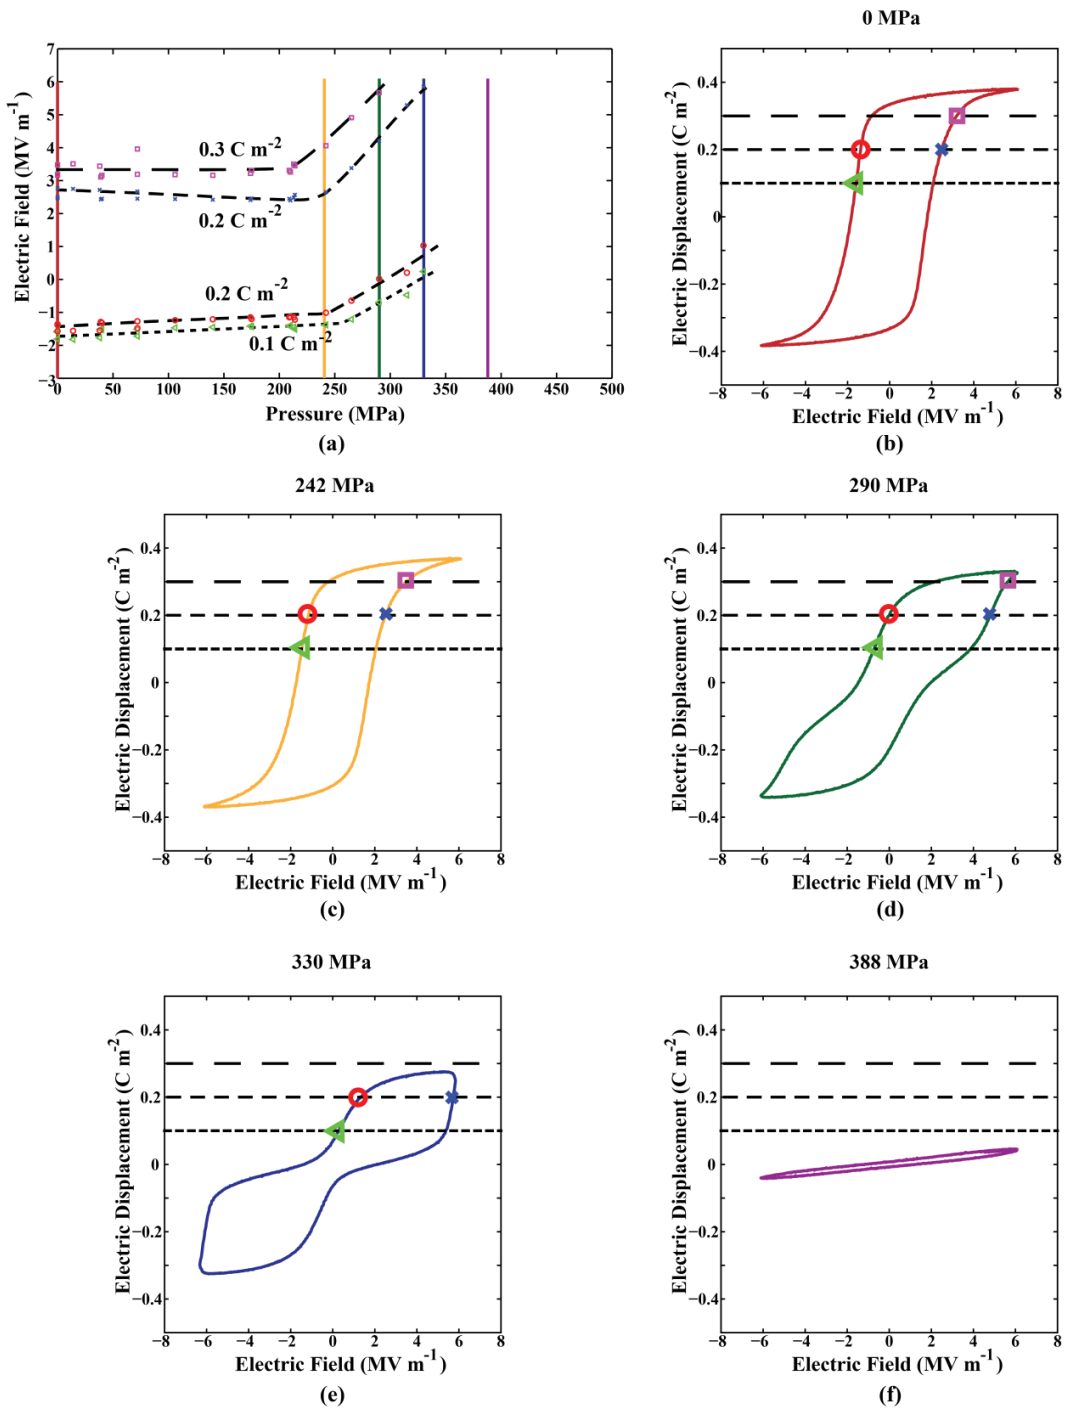 0 MPa
Electric Field (MV m-1)
7
6
5
4
3
2
1
0
−1
−2
−3
0.3 C m-2
0.2 C m-2
0.2 C m-2
0.1 C m-2
0 50 100 150 200 250 300 350 400 450 500
Pressure (MPa)
(a)
Electric Displacement (C m-2)
0.4
0.2
0
−0.2
−0.4
−8 −6 −4 −2 0 2 4 6 8
Electric Field (MV m-1)
(b)
242 MPa
Electric Displacement (C m-2)
0.4
0.2
0
−0.2
−0.4
−8 −6 −4 −2 0 2 4 6 8
Electric Field (MV m-1)
(c)
290 MPa
Electric Displacement (C m-2)
0.4
0.2
0
−0.2
−0.4
−8 −6 −4 −2 0 2 4 6 8
Electric Field (MV m-1)
(d)
330 MPa
Electric Displacement (C m-2)
0.4
0.2
0
−0.2
−0.4
−8 −6 −4 −2 0 2 4 6 8
Electric Field (MV m-1)
(e)
388 MPa
Electric Displacement (C m-2)
0.4
0.2
0
−0.2
−0.4
−8 −6 −4 −2 0 2 4 6 8
Electric Field (MV m-1)
(f)